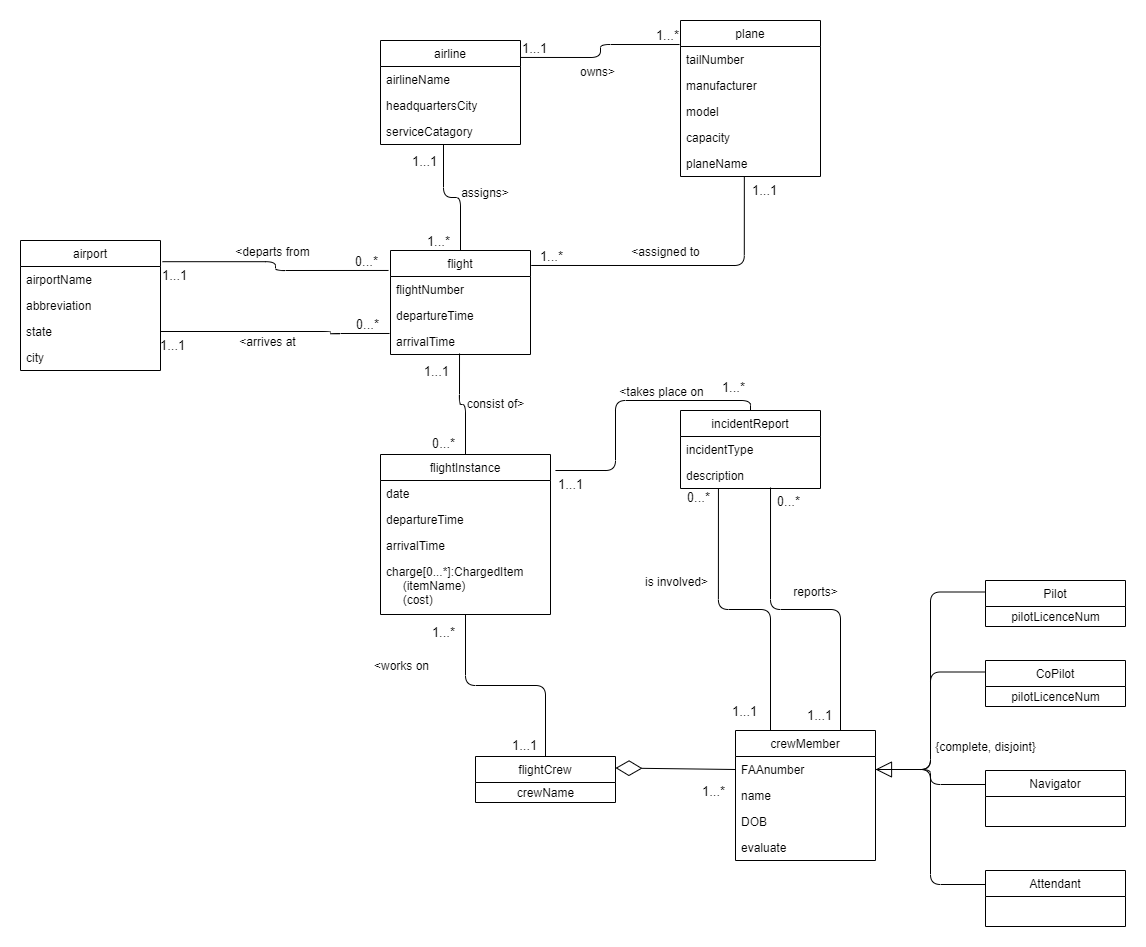 plane
tailNumber
manufacturer
model
capacity
planeName
airline
airlineName
headquartersCity
serviceCatagory
1...1
1...*
owns>
1...1
assigns>
1...*
1...1
<assigned to
1...*
airport
airportName
abbreviation
state
city
<departs from
0...*
1...1
0...*
1...1
<arrives at
flight
flightNumber
departureTime
arrivalTime
1...1
consist of>
0...*
<takes place on
1...*
1...1
incidentReport
incidentType
description
flightInstance
date
departureTime
arrivalTime
charge[0...*]:ChargedItem
(itemName)
(cost)
0...*
0...*
is involved>
reports>
1...1
1...1
1...*
<works on
1...1
flightCrew
crewName
1...*
crewMember
FAAnumber
name
DOB
evaluate
{complete, disjoint}
Pilot
pilotLicenceNum
CoPilot
pilotLicenceNum
Navigator
Attendant